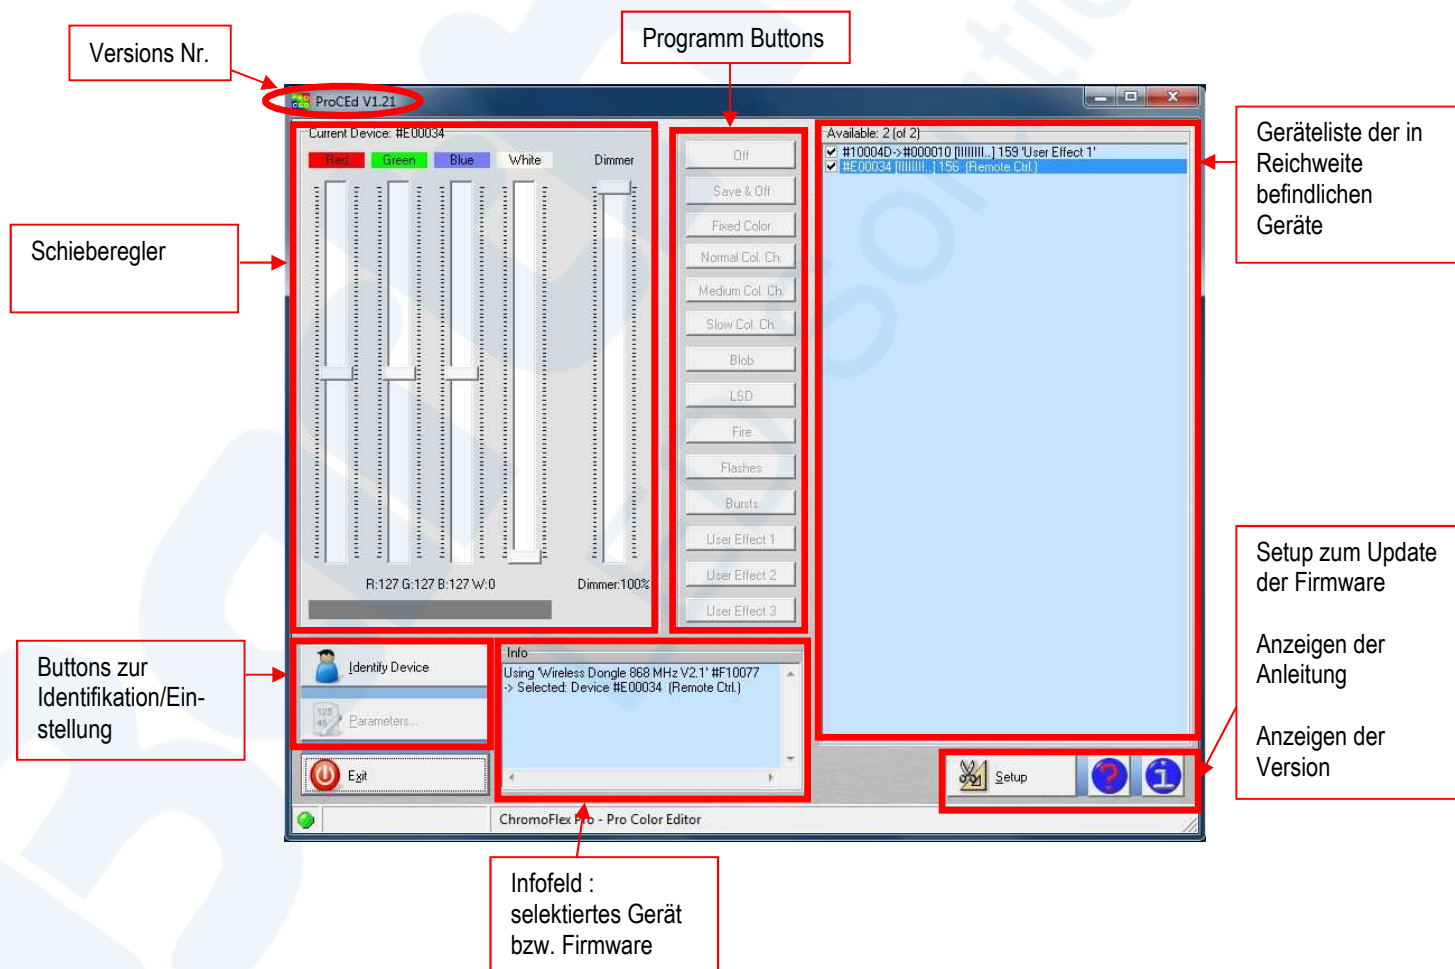 Versions Nr.
Programm Buttons
ProCEd V1.21
Current Device: #E00034
Red Green Blue White Dimmer
R:127 G:127 B:127 W:0 Dimmer:100%
Off
Save & Off
Fixed Color
Normal Col. Ch.
Medium Col. Ch.
Slow Col. Ch.
Blob
LSD
Fire
Flashes
Bursts
User Effect 1
User Effect 2
User Effect 3
Available: 2 (of 2)
#10004D->#000010 [IIIIIIII..] 159 'User Effect 1'
#E00034 [IIIIIIII..] 156 (Remote Ctrl.)
Geräteliste der in
Reichweite
befindlichen
Geräte
Schieberegler
Buttons zur
Identifikation/Ein-
stellung
Identify Device
Parameters...
Exit
Info
Using 'Wireless Dongle 868 MHz V2.1' #F10077
-> Selected: Device #E00034 (Remote Ctrl.)
Setup
Setup zum Update
der Firmware
Anzeigen der
Anleitung
Anzeigen der
Version
ChromoFlex Pro - Pro Color Editor
Infofeld :
selektiertes Gerät
bzw. Firmware